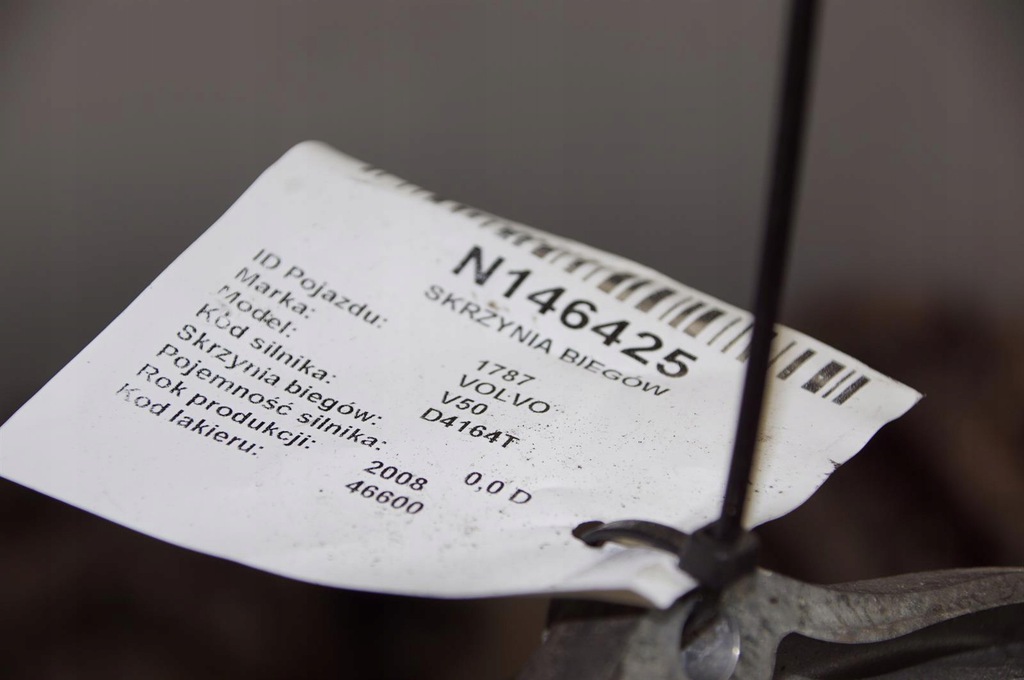 N146425
SKRZYNIA BIEGÓW
ID Pojazdu: 1787
Marka: VOLVO
Model: V50
Kod silnika: D4164T
Skrzynia biegów:
Pojemność silnika: 0,0 D
Rok produkcji: 2008
Kod lakieru: 46600